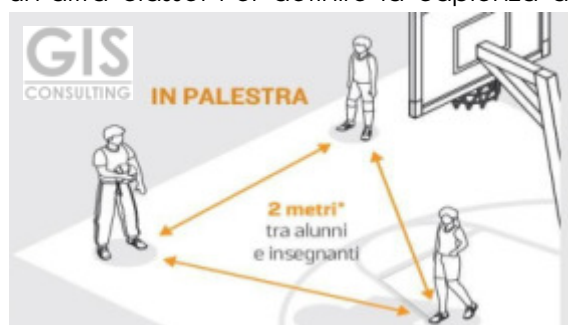 GIS
CONSULTING
IN PALESTRA
2 metri*
tra alunni
e insegnanti